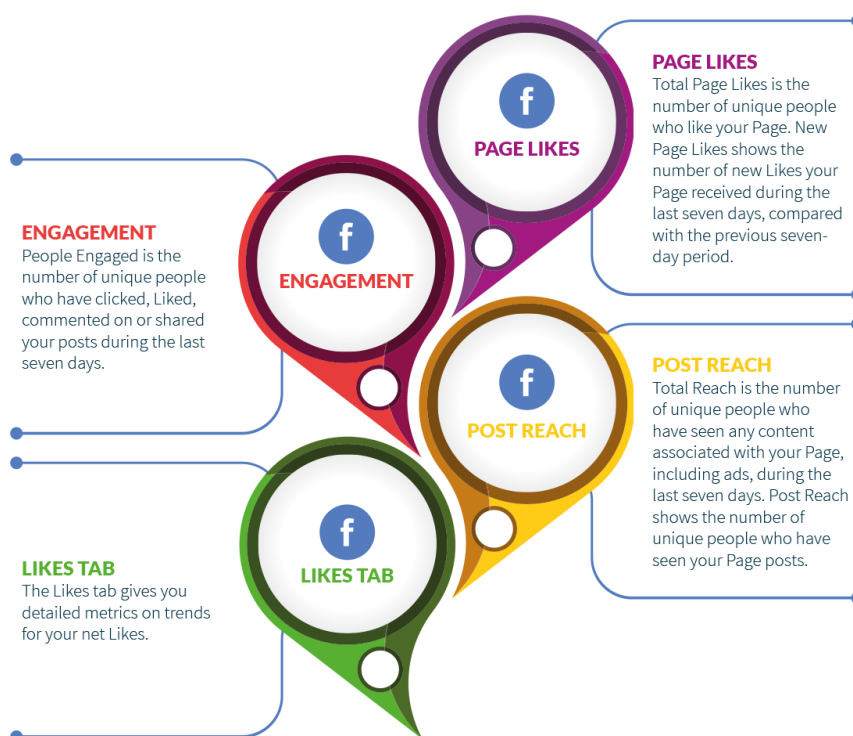 f
PAGE LIKES
PAGE LIKES
Total Page Likes is the
number of unique people
who like your Page. New
Page Likes shows the
number of new Likes your
Page received during the
last seven days, compared
with the previous seven-
day period.
ENGAGEMENT
People Engaged is the
number of unique people
who have clicked, Liked,
commented on or shared
your posts during the last
seven days.
f
ENGAGEMENT
f
POST REACH
POST REACH
Total Reach is the number
of unique people who
have seen any content
associated with your Page,
including ads, during the
last seven days. Post Reach
shows the number of
unique people who have
seen your Page posts.
LIKES TAB
The Likes tab gives you
detailed metrics on trends
for your net Likes.
f
LIKES TAB